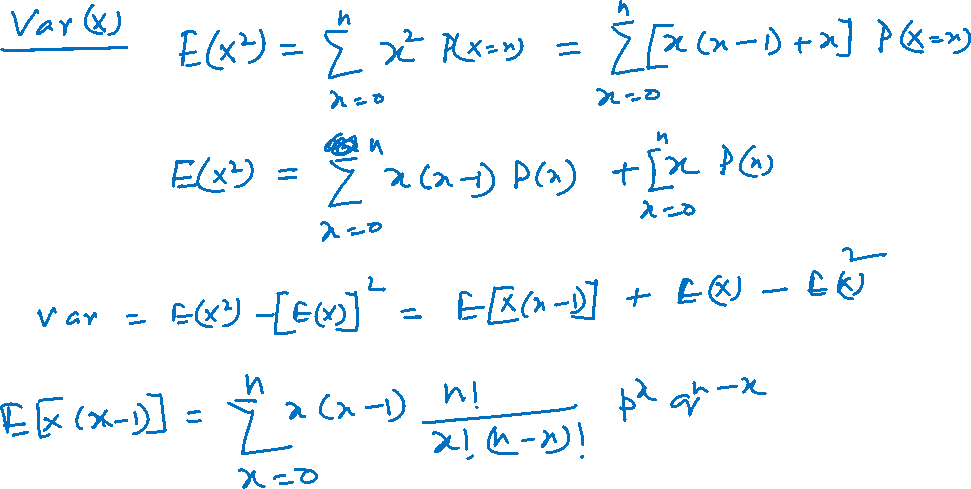 Var(x)
E(x²) = Σ_{x=0}^{n} x² P(x=x) = Σ_{x=0}^{n} [x(x-1)+x] P(x=x)
E(x²) = Σ_{x=0}^{n} x(x-1) P(x) + Σ_{x=0}^{n} x P(x)
var = E(x²) - [E(x)]² = E[x(x-1)] + E(x) - E(x)²
E[x(x-1)] = Σ_{x=0}^{n} x(x-1) n!/(x!(n-x)!) p^x q^{n-x}